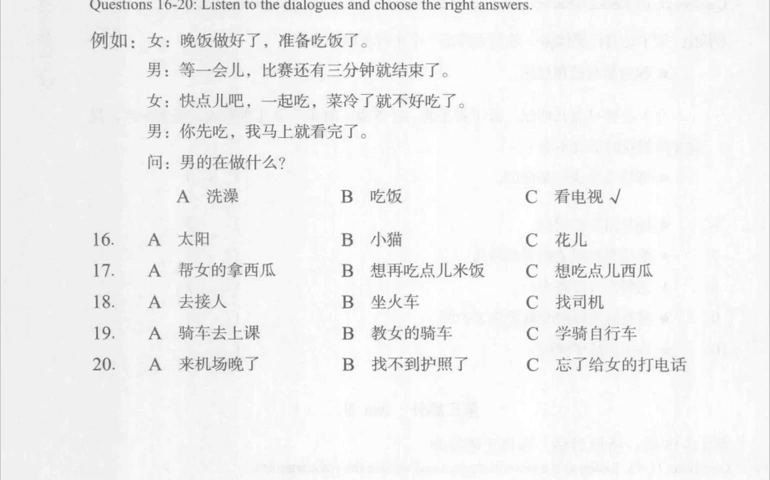 Questions 16-20: Listen to the dialogues and choose the right answers.
例如：女：晚饭做好了，准备吃饭了。
男：等一会儿，比赛还有三分钟就结束了。
女：快点儿吧，一起吃，菜冷了就不好吃了。
男：你先吃，我马上就看完了。
问：男的在做什么？
A 洗澡 B 吃饭 C 看电视 √
16. A 太阳 B 小猫 C 花儿
17. A 帮女的拿西瓜 B 想再吃点儿米饭 C 想吃点儿西瓜
18. A 去接人 B 坐火车 C 找司机
19. A 骑车去上课 B 教女的骑车 C 学骑自行车
20. A 来机场晚了 B 找不到护照了 C 忘了给女的打电话